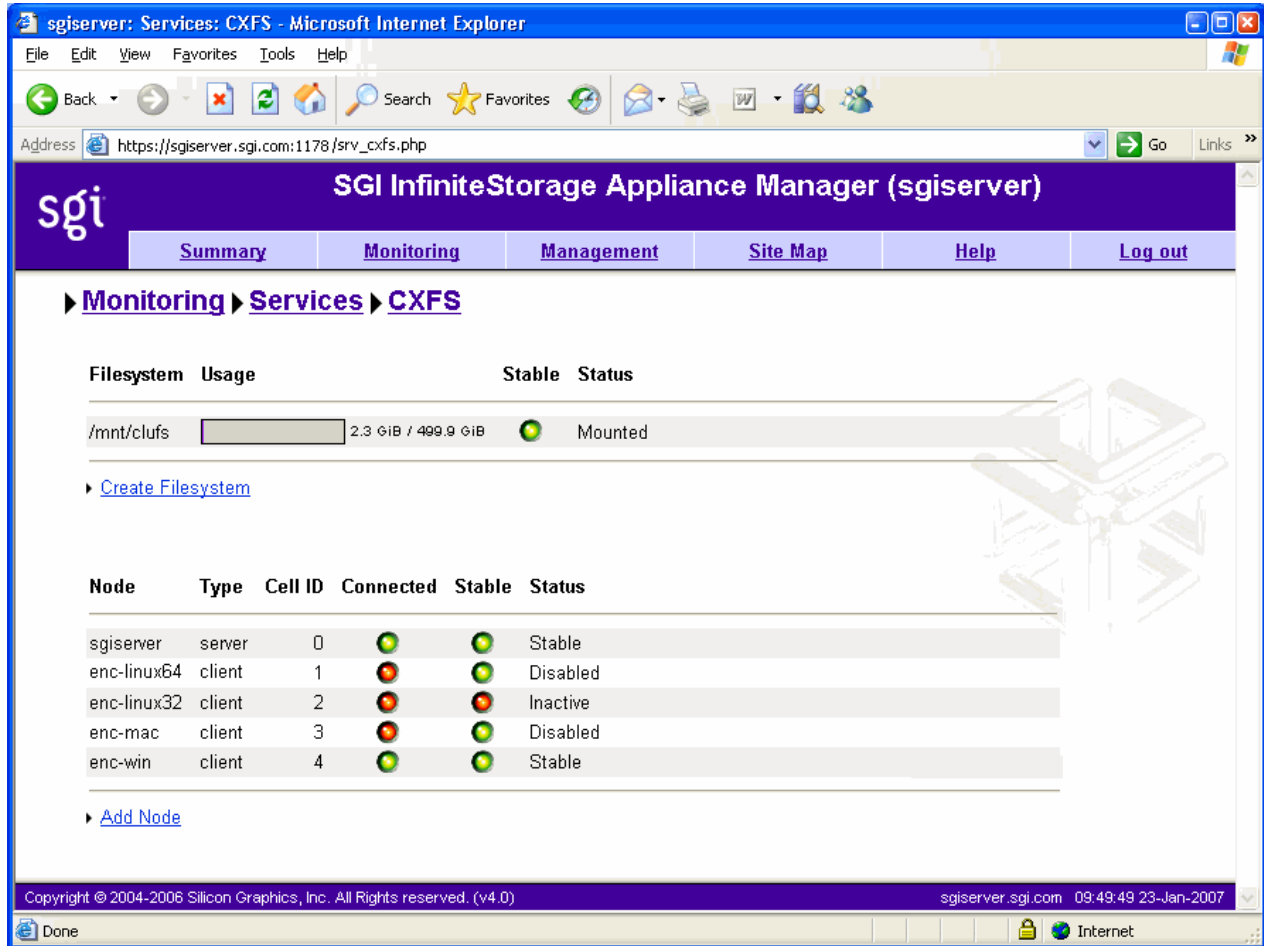 sgiserver: Services: CXFS - Microsoft Internet Explorer
File Edit View Favorites Tools Help
Back Search Favorites
Address https://sgiserver.sgi.com:1178/srv_cxfs.php Go Links »
sgi
SGI InfiniteStorage Appliance Manager (sgiserver)
Summary Monitoring Management Site Map Help Log out
Monitoring Services CXFS
Filesystem Usage Stable Status
/mnt/clufs 2.3 GiB / 499.9 GiB Mounted
Create Filesystem
Node Type Cell ID Connected Stable Status
sgiserver server 0 Stable
enc-linux64 client 1 Disabled
enc-linux32 client 2 Inactive
enc-mac client 3 Disabled
enc-win client 4 Stable
Add Node
Copyright © 2004-2006 Silicon Graphics, Inc. All Rights reserved. (v4.0) sgiserver.sgi.com 09:49:49 23-Jan-2007
Done Internet